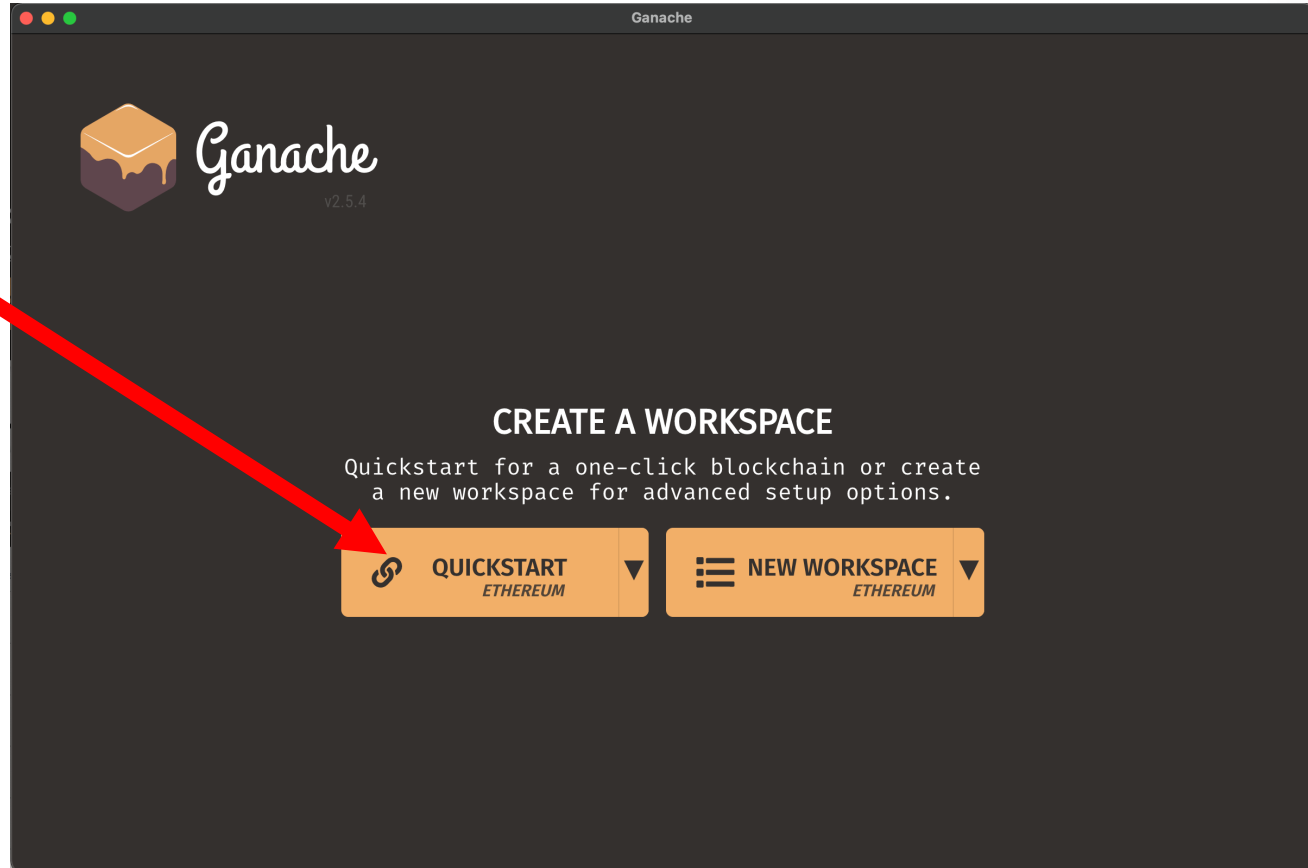 Ganache
Ganache
v2.5.4
CREATE A WORKSPACE
Quickstart for a one-click blockchain or create
a new workspace for advanced setup options.
QUICKSTART
ETHEREUM
NEW WORKSPACE
ETHEREUM